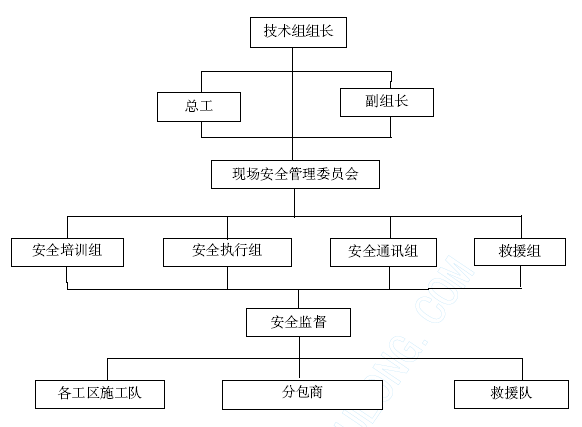 技术组组长
总工
副组长
现场安全管理委员会
安全培训组
安全执行组
安全通讯组
救援组
安全监督
各工区施工队
分包商
救援队